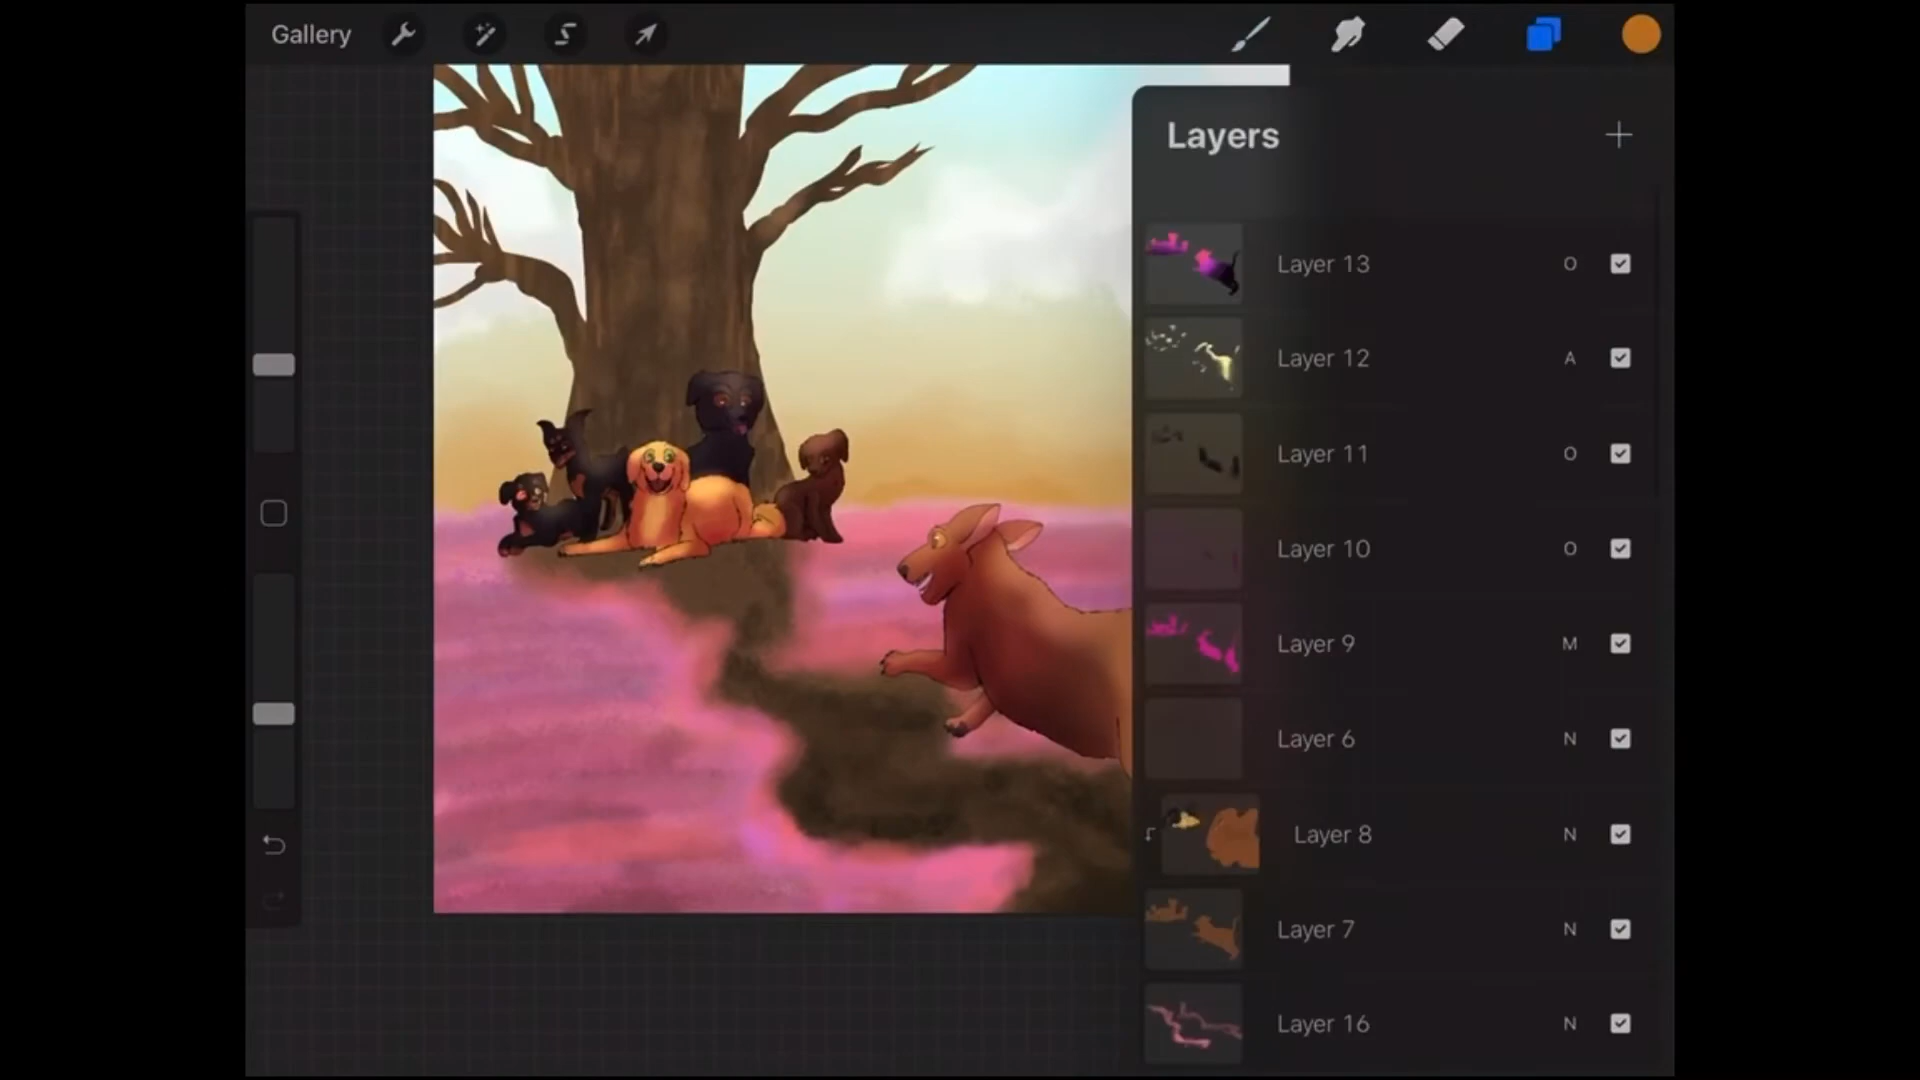 Gallery
Layers
Layer 13 O
Layer 12 A
Layer 11 O
Layer 10 O
Layer 9 M
Layer 6 N
Layer 8 N
Layer 7 N
Layer 16 N